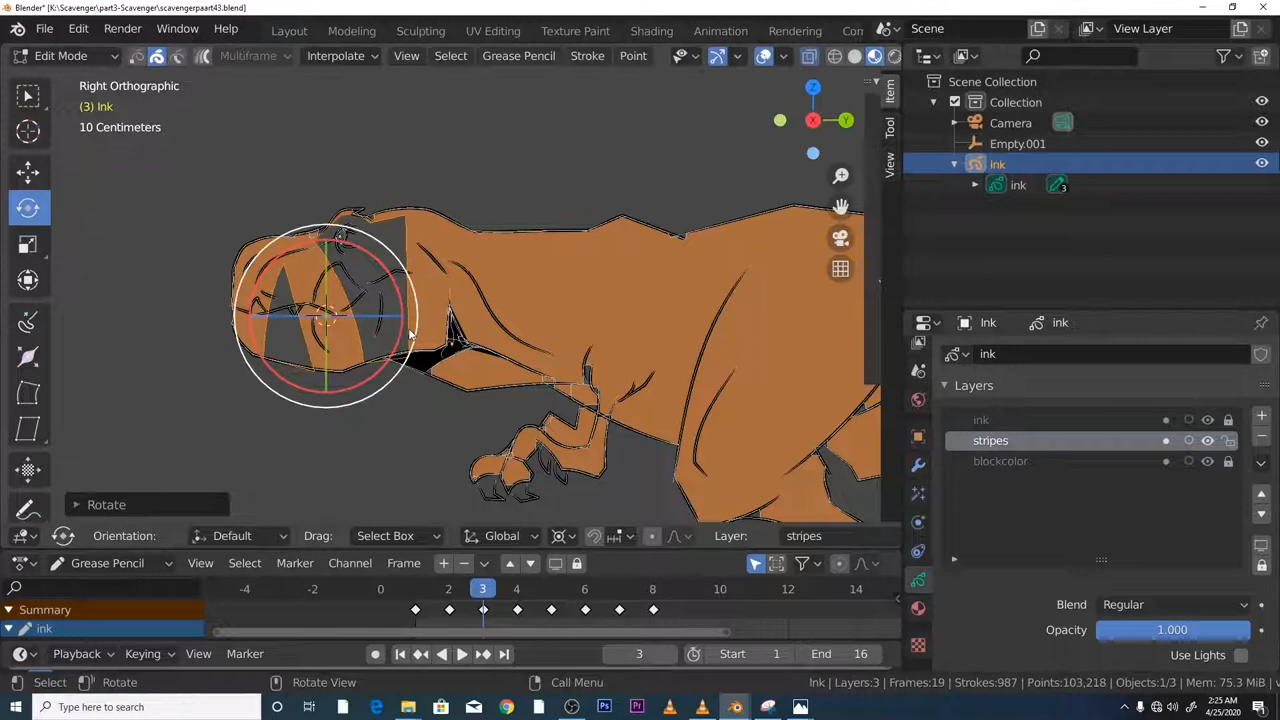 Blender* [K:\Scavenger\part3-Scavenger\scavengerpaart43.blend]
File Edit Render Window Help Layout Modeling Sculpting UV Editing Texture Paint Shading Animation Rendering Con Scene View Layer
Edit Mode Multiframe Interpolate View Select Grease Pencil Stroke Point
Right Orthographic
(3) Ink
10 Centimeters
Z
X
Y
Item
Tool
View
Scene Collection
Collection
Camera
Empty.001
ink
ink
3
Ink ink
ink
Layers
ink
stripes
blockcolor
Rotate
Orientation: Default Drag: Select Box Global Layer: stripes
Grease Pencil View Select Marker Channel Frame
-4 -2 0 2 3 4 6 8 10 12 14
Summary
ink
Blend Regular
Opacity 1.000
Use Lights
Playback Keying View Marker 3 Start 1 End 16
Select Rotate Rotate View Call Menu Ink | Layers:3 | Frames:19 | Strokes:987 | Points:103,218 | Objects:1/3 | Mem: 75.3 MiB
Type here to search
2:25 AM
4/25/2020